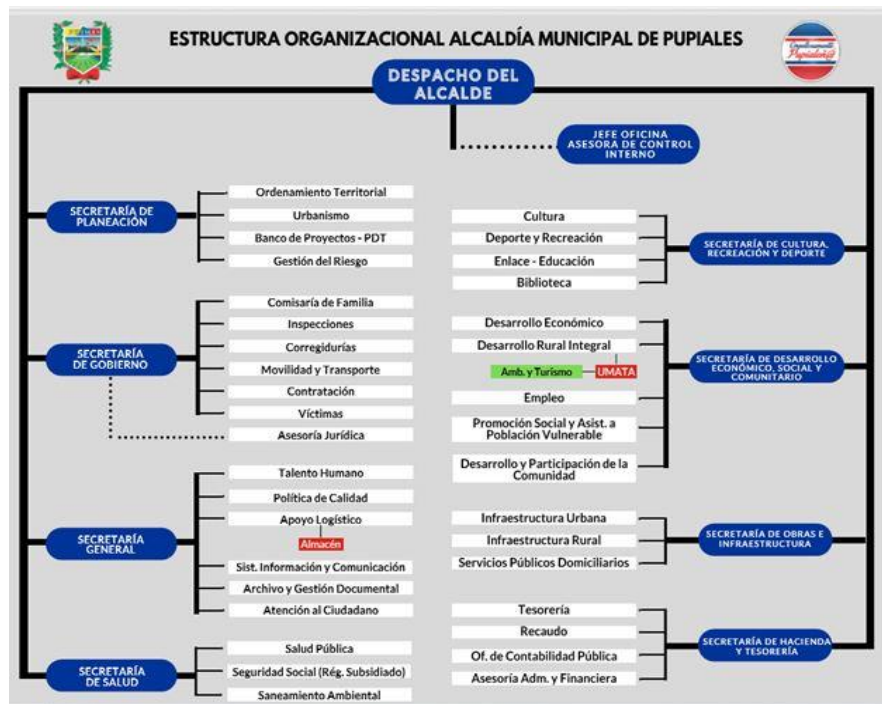 ESTRUCTURA ORGANIZACIONAL ALCALDÍA MUNICIPAL DE PUPIALES
DESPACHO DEL
ALCALDE
JEFE OFICINA
ASESORA DE CONTROL
INTERNO
SECRETARÍA DE
PLANEACIÓN
Ordenamiento Territorial
Urbanismo
Banco de Proyectos - PDT
Gestión del Riesgo
SECRETARÍA
DE GOBIERNO
Comisaría de Familia
Inspecciones
Corregidurías
Movilidad y Transporte
Contratación
Víctimas
Asesoría Jurídica
SECRETARÍA
GENERAL
Talento Humano
Política de Calidad
Apoyo Logístico
Almacén
Sist. Información y Comunicación
Archivo y Gestión Documental
Atención al Ciudadano
SECRETARÍA
DE SALUD
Salud Pública
Seguridad Social (Rég. Subsidiado)
Saneamiento Ambiental
Cultura
Deporte y Recreación
Enlace - Educación
Biblioteca
SECRETARÍA DE CULTURA,
RECREACIÓN Y DEPORTE
Desarrollo Económico
Desarrollo Rural Integral
Amb. y Turismo
UMATA
Empleo
Promoción Social y Asist. a
Población Vulnerable
Desarrollo y Participación de la
Comunidad
SECRETARÍA DE DESARROLLO
ECONÓMICO, SOCIAL Y
COMUNITARIO
Infraestructura Urbana
Infraestructura Rural
Servicios Públicos Domiciliarios
SECRETARÍA DE OBRAS E
INFRAESTRUCTURA
Tesorería
Recaudo
Of. de Contabilidad Pública
Asesoría Adm. y Financiera
SECRETARÍA DE HACIENDA
Y TESORERÍA